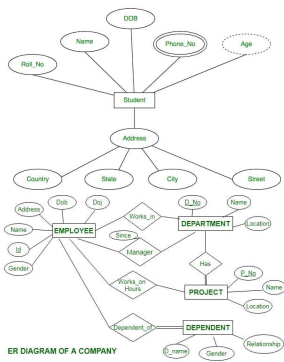 DOB
Name
Phone_No
Age
Roll_No
Student
Address
Country
State
City
Street
Address
Dob
Doj
D_No
Name
Works_in
Name
EMPLOYEE
DEPARTMENT
Location
Since
Id
Manager
Gender
Has
P_No
Works_on
Hours
Name
PROJECT
Location
Dependent_of
DEPENDENT
Relationship
D_name
Gender
ER DIAGRAM OF A COMPANY